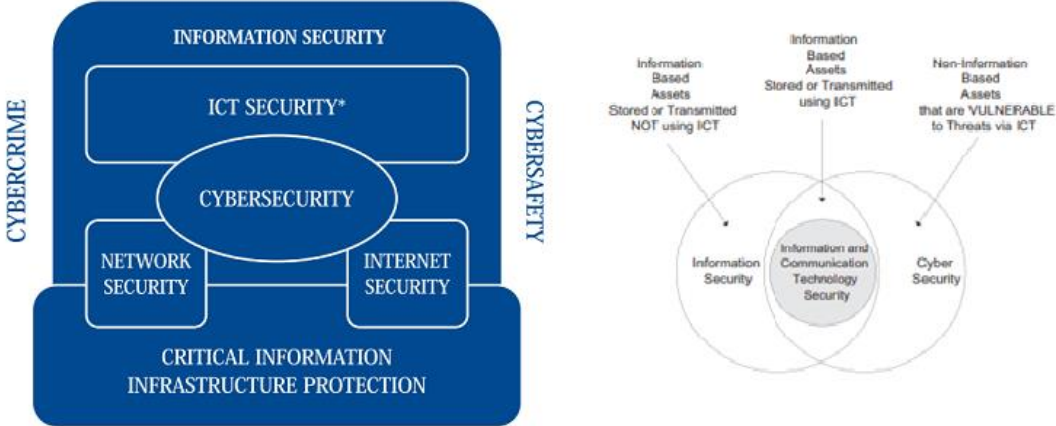 INFORMATION SECURITY
ICT SECURITY*
CYBERSECURITY
NETWORK
SECURITY
INTERNET
SECURITY
CRITICAL INFORMATION
INFRASTRUCTURE PROTECTION
CYBERCRIME
CYBERSAFETY
Information
Based
Assets
Stored or Transmitted
NOT using ICT
Information
Based
Assets
Stored or Transmitted
using ICT
Non-Information
Based
Assets
that are VULNERABLE
to Threats via ICT
Information
Security
Information and
Communication
Technology
Security
Cyber
Security